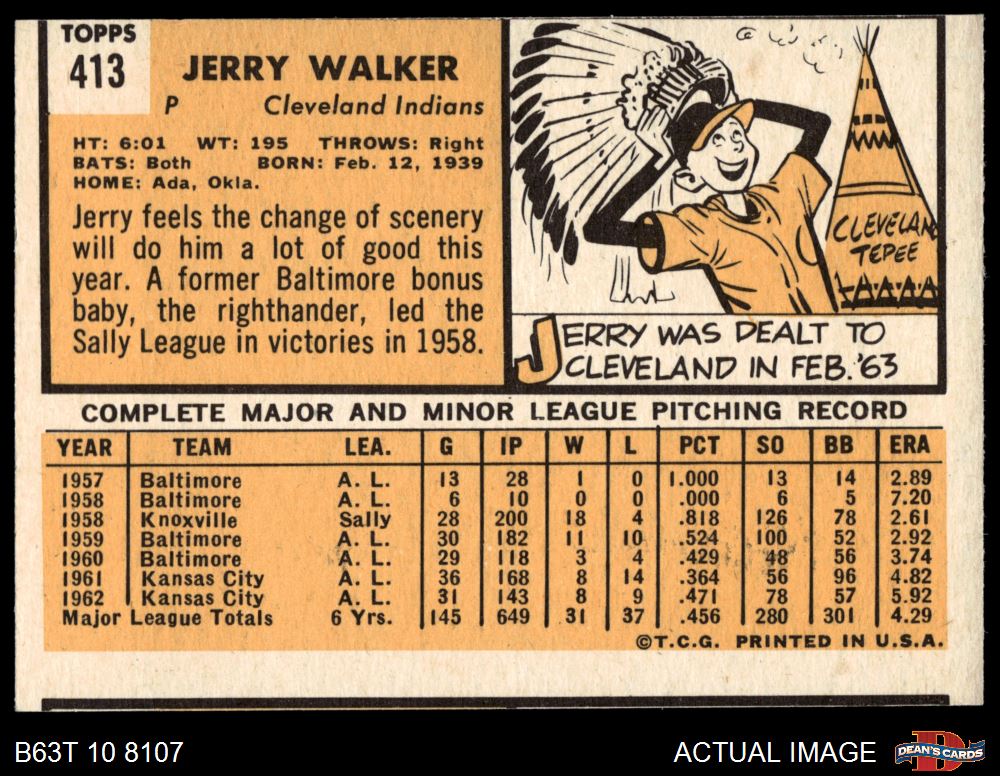 TOPPS
413
JERRY WALKER
P Cleveland Indians
HT: 6:01 WT: 195 THROWS: Right
BATS: Both BORN: Feb. 12, 1939
HOME: Ada, Okla.
Jerry feels the change of scenery
will do him a lot of good this
year. A former Baltimore bonus
baby, the righthander, led the
Sally League in victories in 1958.
CLEVELAN
TEPEE
JERRY WAS DEALT TO
CLEVELAND IN FEB. '63
COMPLETE MAJOR AND MINOR LEAGUE PITCHING RECORD
YEAR TEAM LEA. G IP W L PCT SO BB ERA
1957 Baltimore A. L. 13 28 1 0 1.000 13 14 2.89
1958 Baltimore A. L. 6 10 0 0 .000 6 5 7.20
1958 Knoxville Sally 28 200 18 4 .818 126 78 2.61
1959 Baltimore A. L. 30 182 11 10 .524 100 52 2.92
1960 Baltimore A. L. 29 118 3 4 .429 48 56 3.74
1961 Kansas City A. L. 36 168 8 14 .364 56 96 4.82
1962 Kansas City A. L. 31 143 8 9 .471 78 57 5.92
Major League Totals 6 Yrs. 145 649 31 37 .456 280 301 4.29
©T.C.G. PRINTED IN U.S.A.
B63T 10 8107
ACTUAL IMAGE
DEAN'S CARDS